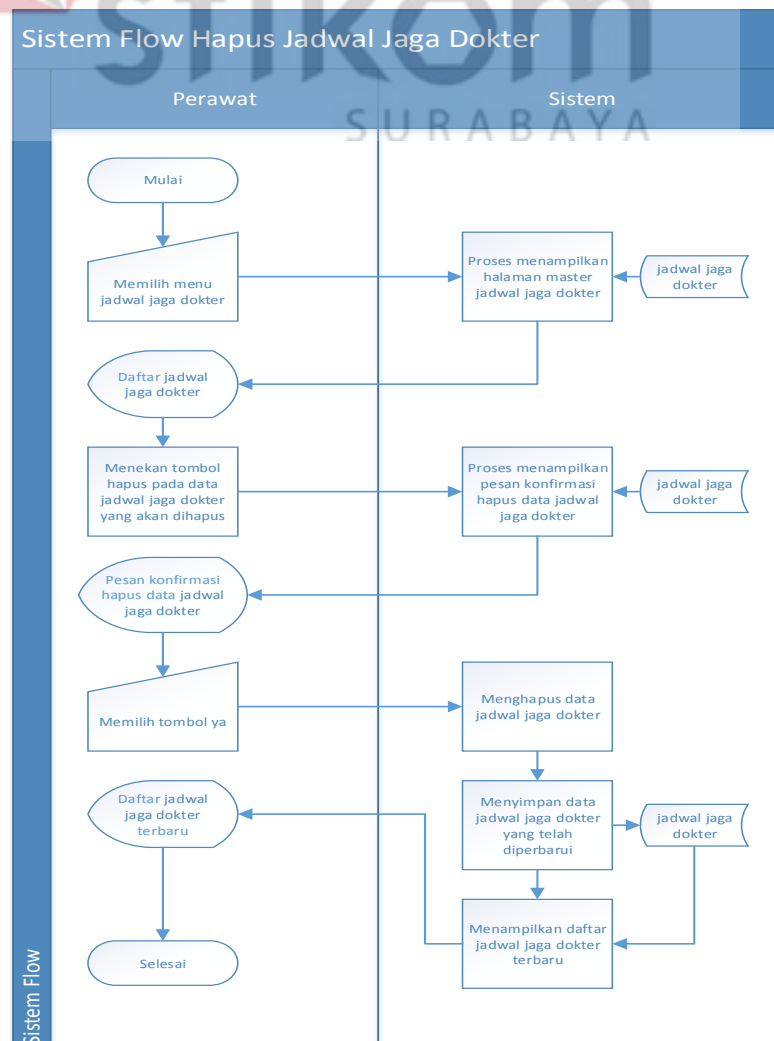 stikom
SURABAYA
Sistem Flow Hapus Jadwal Jaga Dokter
Perawat
Sistem
Mulai
Memilih menu
jadwal jaga dokter
Proses menampilkan
halaman master
jadwal jaga dokter
jadwal jaga
dokter
Daftar jadwal
jaga dokter
Menekan tombol
hapus pada data
jadwal jaga dokter
yang akan dihapus
Proses menampilkan
pesan konfirmasi
hapus data jadwal
jaga dokter
jadwal jaga
dokter
Pesan konfirmasi
hapus data jadwal
jaga dokter
Memilih tombol ya
Menghapus data
jadwal jaga dokter
Menyimpan data
jadwal jaga dokter
yang telah
diperbarui
jadwal jaga
dokter
Daftar jadwal
jaga dokter
terbaru
Menampilkan daftar
jadwal jaga dokter
terbaru
Selesai
Sistem Flow